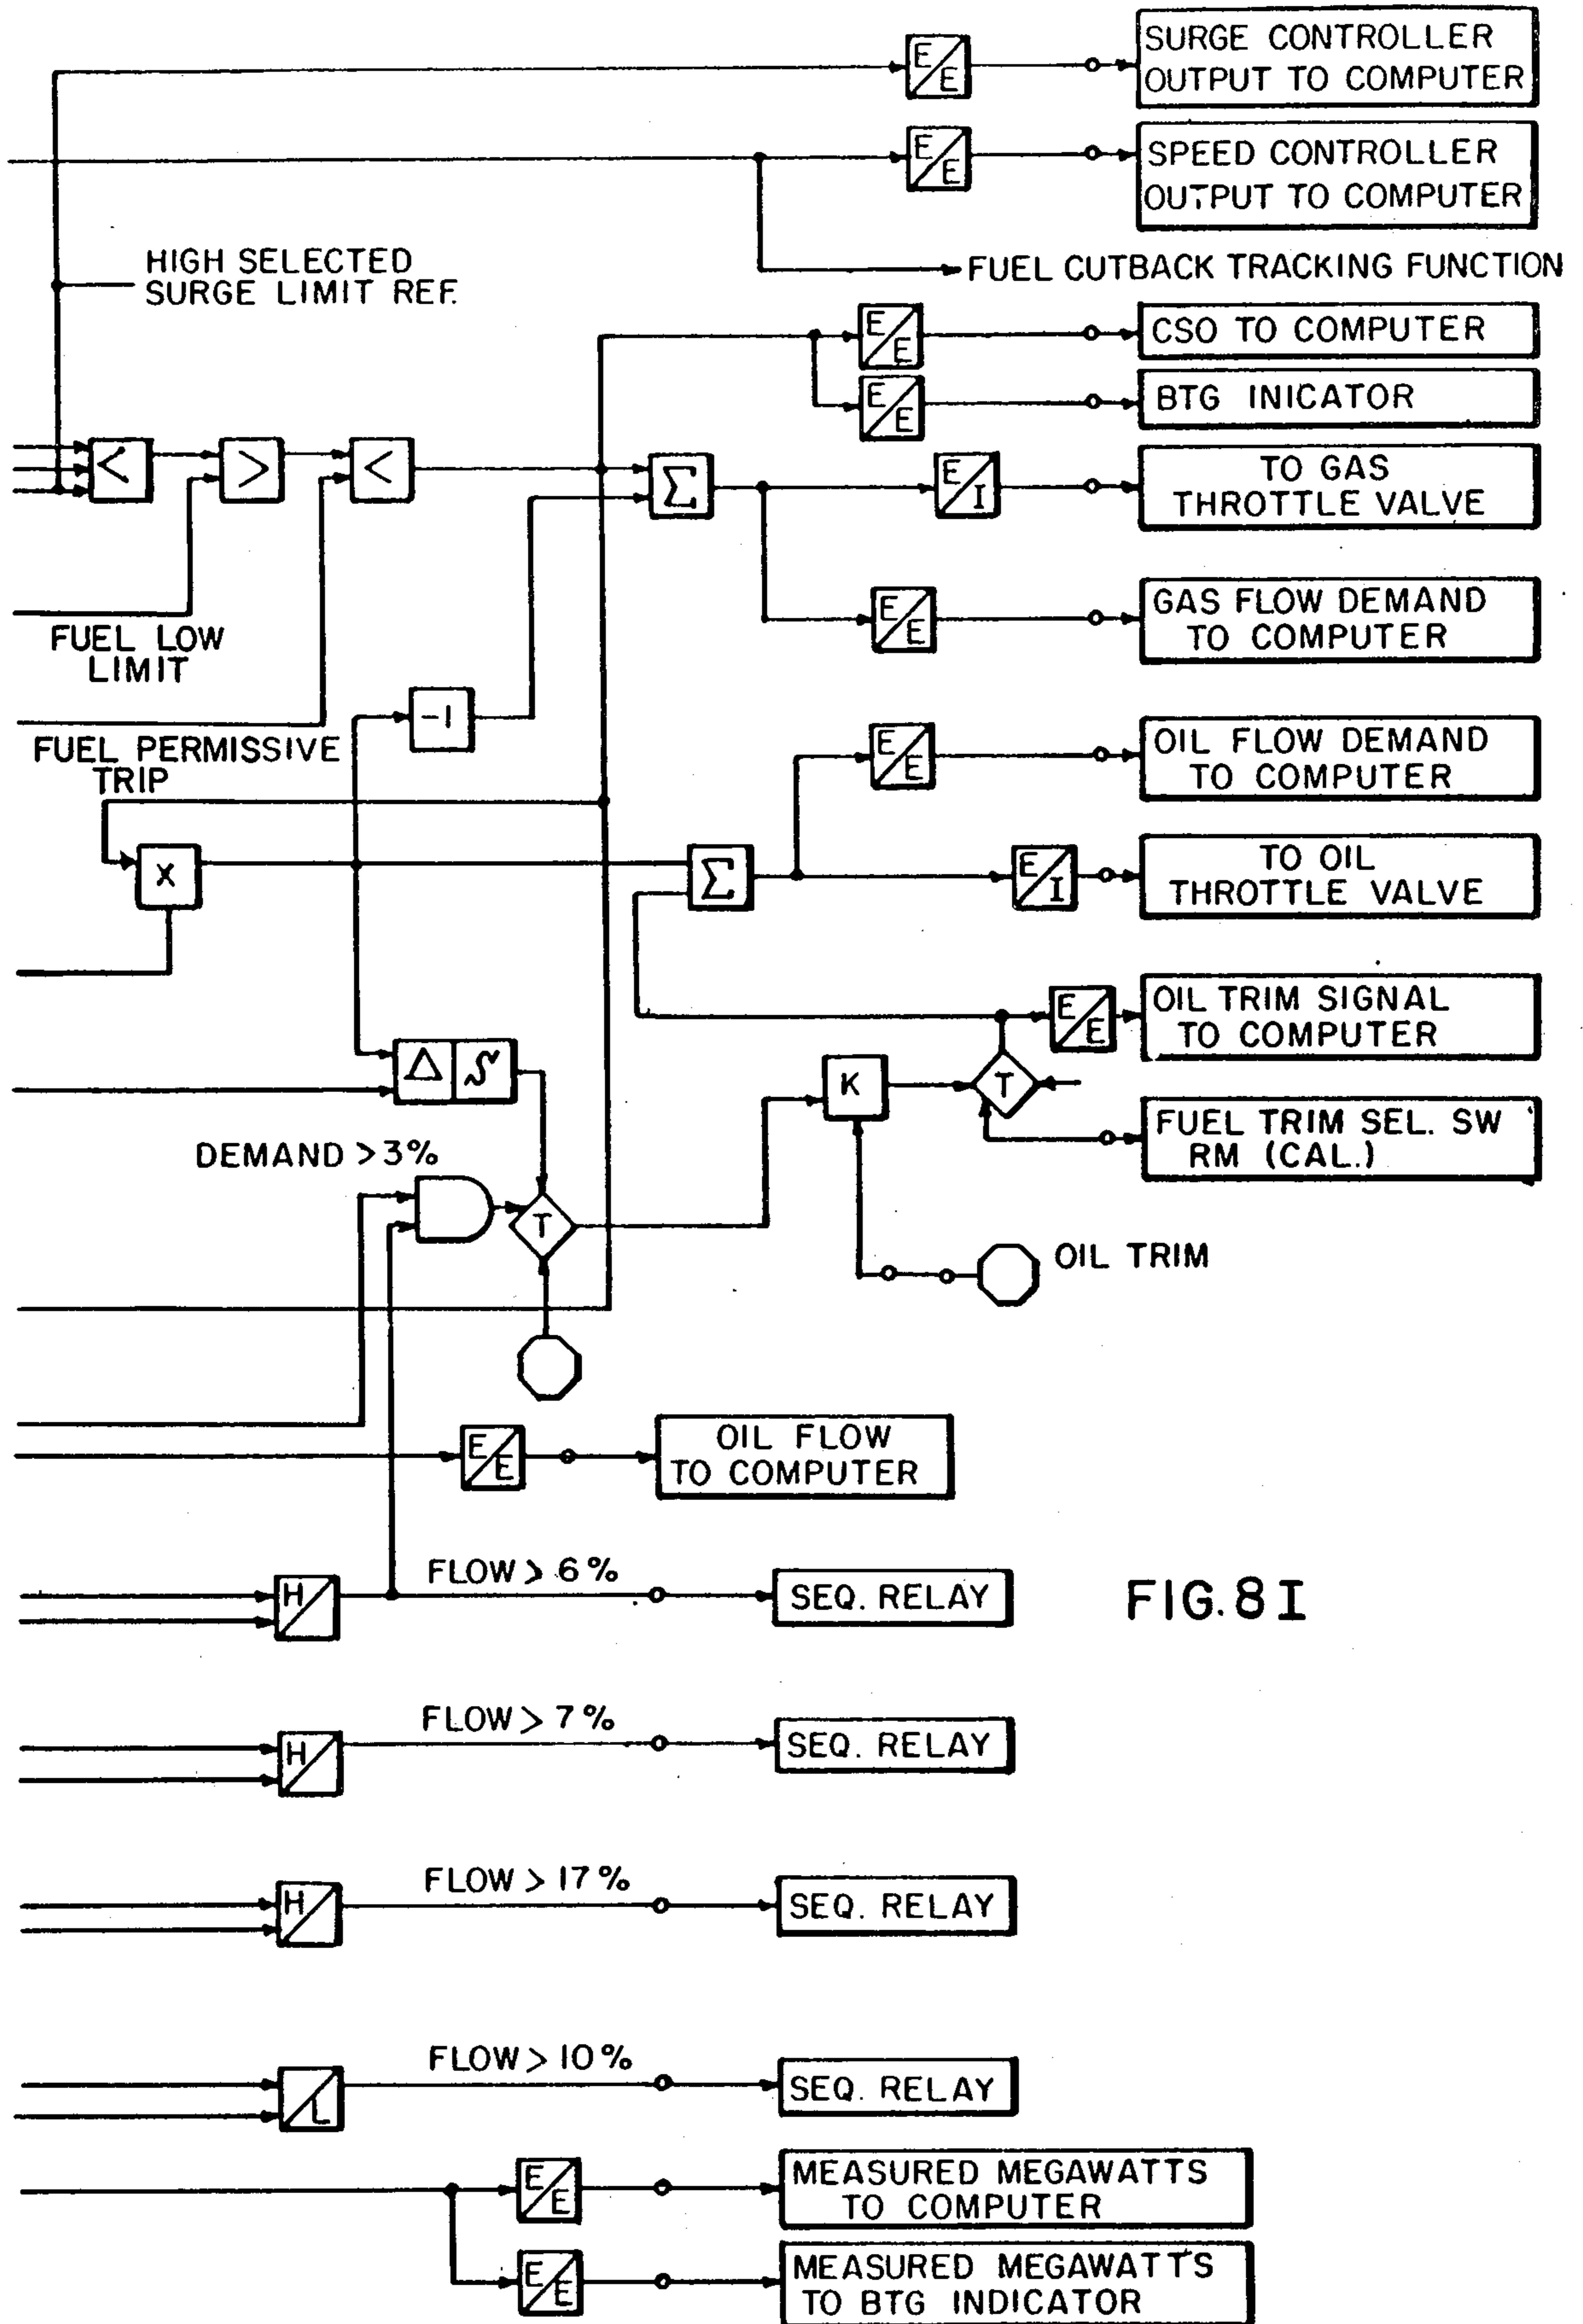 E/E
SURGE CONTROLLER
OUTPUT TO COMPUTER
E/E
SPEED CONTROLLER
OUTPUT TO COMPUTER
HIGH SELECTED
SURGE LIMIT REF.
FUEL CUTBACK TRACKING FUNCTION
E/E
CSO TO COMPUTER
E/E
BTG INICATOR
<
>
<
Σ
E/I
TO GAS
THROTTLE VALVE
FUEL LOW
LIMIT
E/E
GAS FLOW DEMAND
TO COMPUTER
-1
FUEL PERMISSIVE
TRIP
E/E
OIL FLOW DEMAND
TO COMPUTER
X
Σ
E/I
TO OIL
THROTTLE VALVE
E/E
OIL TRIM SIGNAL
TO COMPUTER
Δ ∫
K
T
FUEL TRIM SEL. SW
RM (CAL.)
DEMAND >3%
T
OIL TRIM
E/E
OIL FLOW
TO COMPUTER
H/
FLOW > 6%
SEQ. RELAY
FIG. 8I
H/
FLOW > 7%
SEQ. RELAY
H/
FLOW > 17%
SEQ. RELAY
/L
FLOW > 10%
SEQ. RELAY
E/E
MEASURED MEGAWATTS
TO COMPUTER
E/E
MEASURED MEGAWATTS
TO BTG INDICATOR